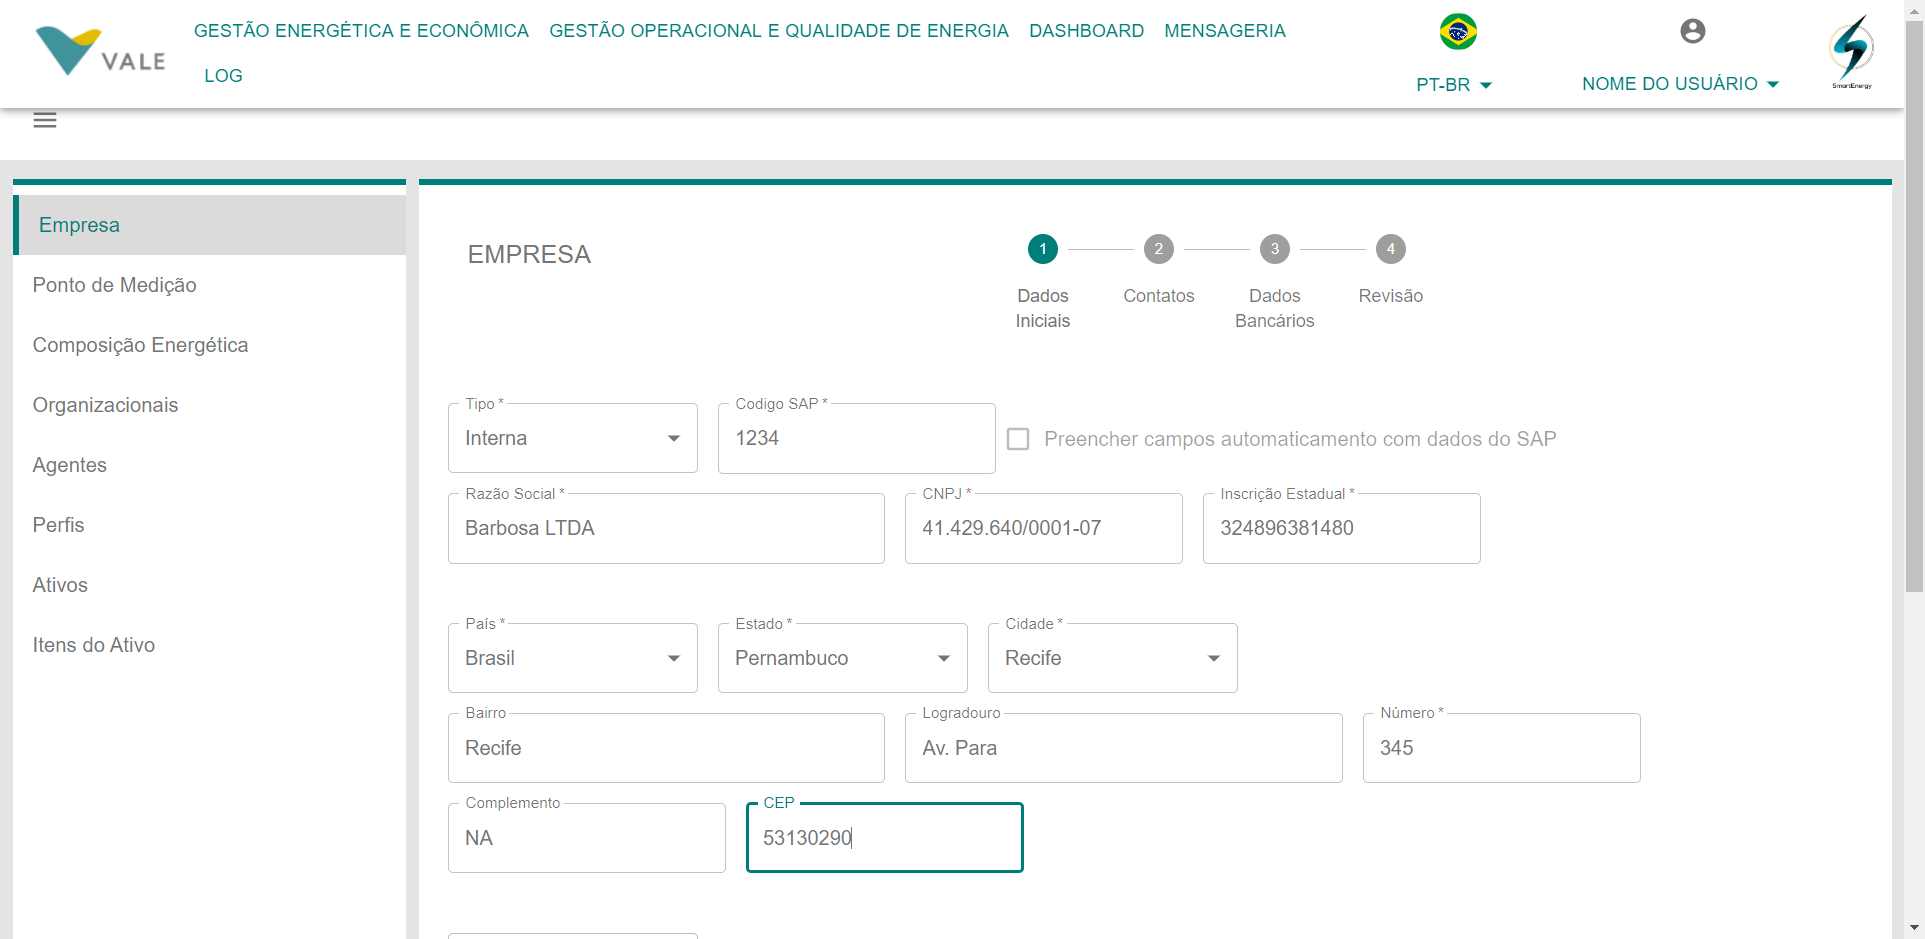 VALE
GESTÃO ENERGÉTICA E ECONÔMICA
GESTÃO OPERACIONAL E QUALIDADE DE ENERGIA
DASHBOARD
MENSAGERIA
LOG
PT-BR
NOME DO USUÁRIO
SmartEnergy
Empresa
Ponto de Medição
Composição Energética
Organizacionais
Agentes
Perfis
Ativos
Itens do Ativo
EMPRESA
1
2
3
4
Dados
Iniciais
Contatos
Dados
Bancários
Revisão
Tipo *
Interna
Codigo SAP *
1234
Preencher campos automaticamento com dados do SAP
Razão Social *
Barbosa LTDA
CNPJ *
41.429.640/0001-07
Inscrição Estadual *
324896381480
País *
Brasil
Estado *
Pernambuco
Cidade *
Recife
Bairro
Recife
Logradouro
Av. Para
Número *
345
Complemento
NA
CEP
53130290